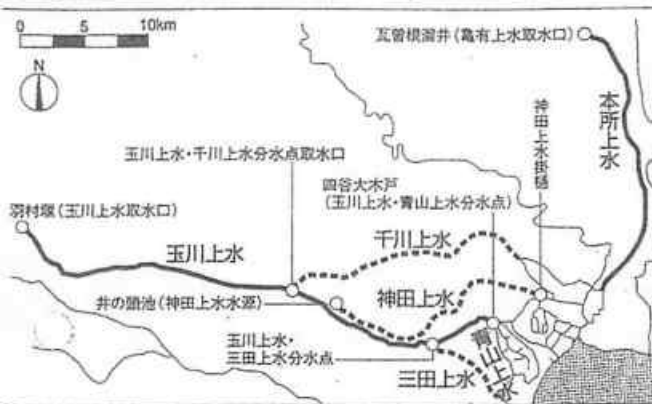 0 5 10km
N
瓦曽根溜井(亀有上水取水口)
本所上水
神田上水掛樋
玉川上水・千川上水分水点取水口
四谷大木戸
(玉川上水・青山上水分水点)
羽村堰(玉川上水取水口)
千川上水
玉川上水
神田上水
井の頭池(神田上水水源)
玉川上水・
三田上水分水点
青山上水
三田上水